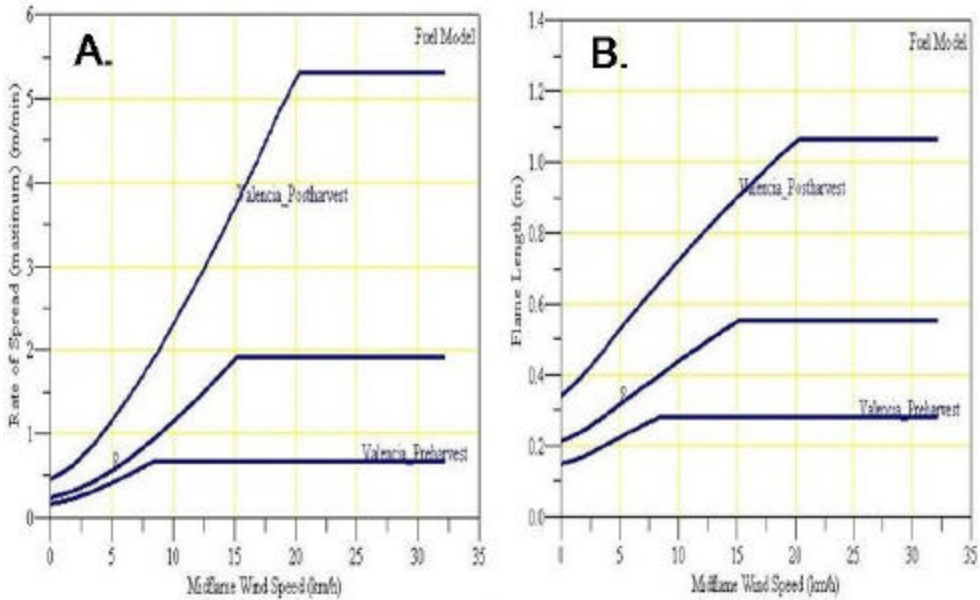 A.
Fuel Model
Rate of Spread (maximum) (m/min)
6
5
4
3
2
1
0
Valencia_Postharvest
8
Valencia_Preharvest
0 5 10 15 20 25 30 35
Midflame Wind Speed (km/h)
B.
Fuel Model
Flame Length (m)
1.4
1.2
1.0
0.8
0.6
0.4
0.2
0.0
Valencia_Postharvest
8
Valencia_Preharvest
0 5 10 15 20 25 30 35
Midflame Wind Speed (km/h)